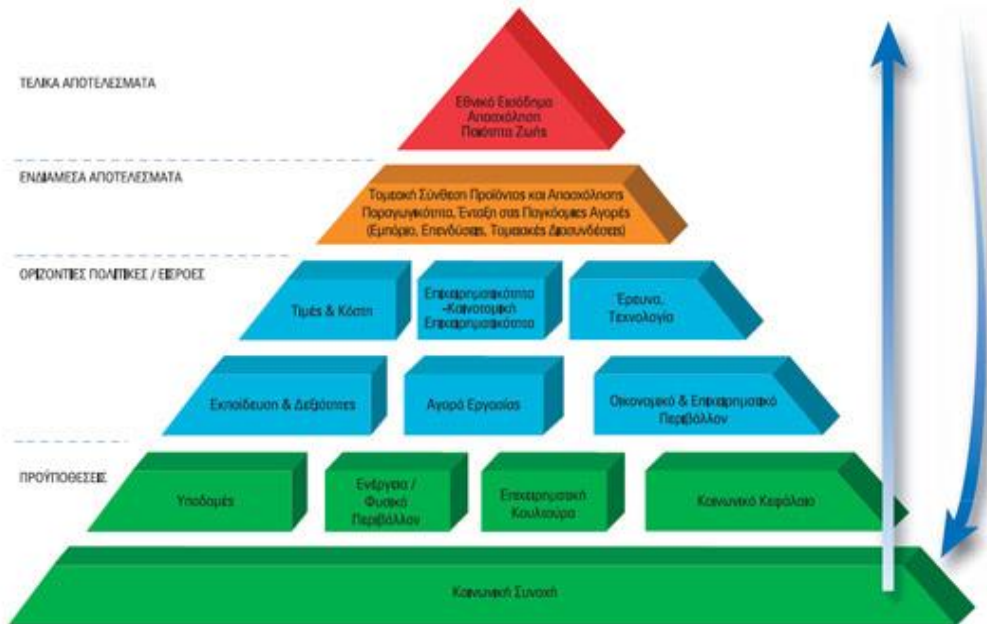 ΤΕΛΙΚΑ ΑΠΟΤΕΛΕΣΜΑΤΑ
Εθνικό Εισόδημα
Απασχόληση
Ποιότητα Ζωής
ΕΝΔΙΑΜΕΣΑ ΑΠΟΤΕΛΕΣΜΑΤΑ
Τομεακή Σύνθεση Προϊόντος και Απασχόλησης
Παραγωγικότητα, Ένταξη στις Παγκόσμιες Αγορές
(Εμπόριο, Επενδύσεις, Τομεακές Διασυνδέσεις)
ΟΡΙΖΟΝΤΙΕΣ ΠΟΛΙΤΙΚΕΣ / ΕΙΣΡΟΕΣ
Τιμές & Κόστη
Επιχειρηματικότητα
-Καινοτομική
Επιχειρηματικότητα
Έρευνα,
Τεχνολογία
Εκπαίδευση & Δεξιότητες
Αγορά Εργασίας
Οικονομικό & Επιχειρηματικό
Περιβάλλον
ΠΡΟΫΠΟΘΕΣΕΙΣ
Υποδομές
Ενέργεια /
Φυσικό
Περιβάλλον
Επιχειρηματική
Κουλτούρα
Κοινωνικό Κεφάλαιο
Κοινωνική Συνοχή